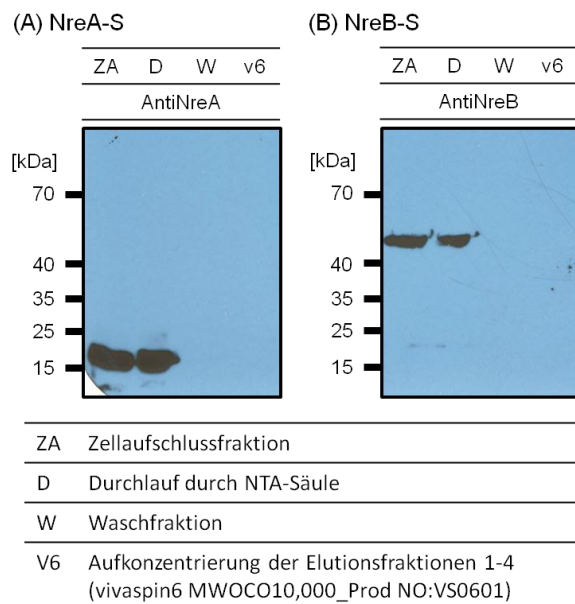 (A) NreA-S
ZA D W v6
AntiNreA
[kDa]
70
40
35
25
15
(B) NreB-S
ZA D W v6
AntiNreB
[kDa]
70
40
35
25
15
ZA Zellaufschlussfraktion
D Durchlauf durch NTA-Säule
W Waschfraktion
V6 Aufkonzentrierung der Elutionsfraktionen 1-4
(vivaspin6 MWOCO10,000_Prod NO:VS0601)